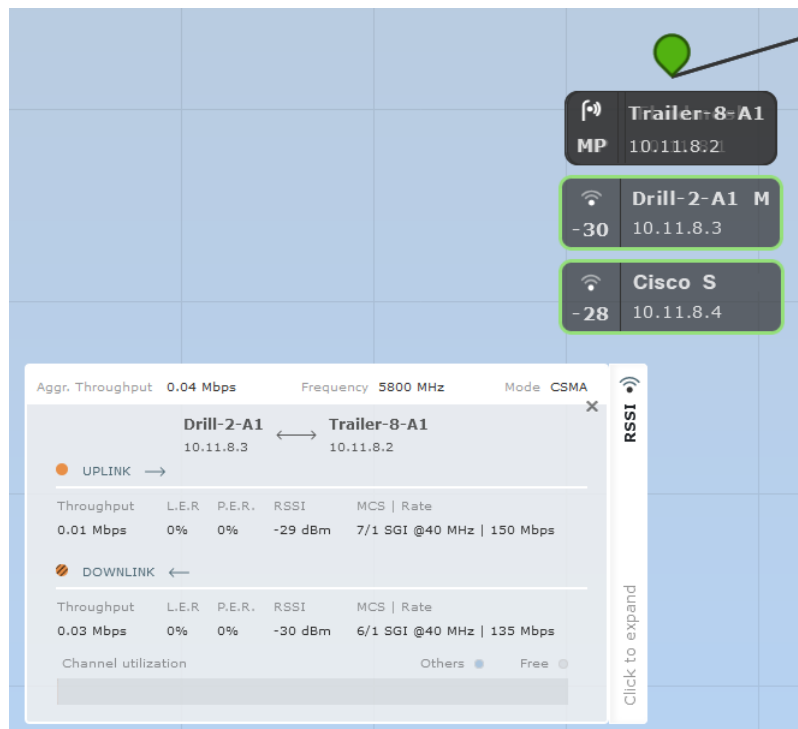 Trailer-8-A1
MP 10.11.8.2
Drill-2-A1 M
-30 10.11.8.3
Cisco S
-28 10.11.8.4
Aggr. Throughput 0.04 Mbps Frequency 5800 MHz Mode CSMA
Drill-2-A1 Trailer-8-A1
10.11.8.3 10.11.8.2
UPLINK
Throughput L.E.R P.E.R. RSSI MCS | Rate
0.01 Mbps 0% 0% -29 dBm 7/1 SGI @40 MHz | 150 Mbps
DOWNLINK
Throughput L.E.R P.E.R. RSSI MCS | Rate
0.03 Mbps 0% 0% -30 dBm 6/1 SGI @40 MHz | 135 Mbps
Channel utilization Others Free
RSSI
Click to expand